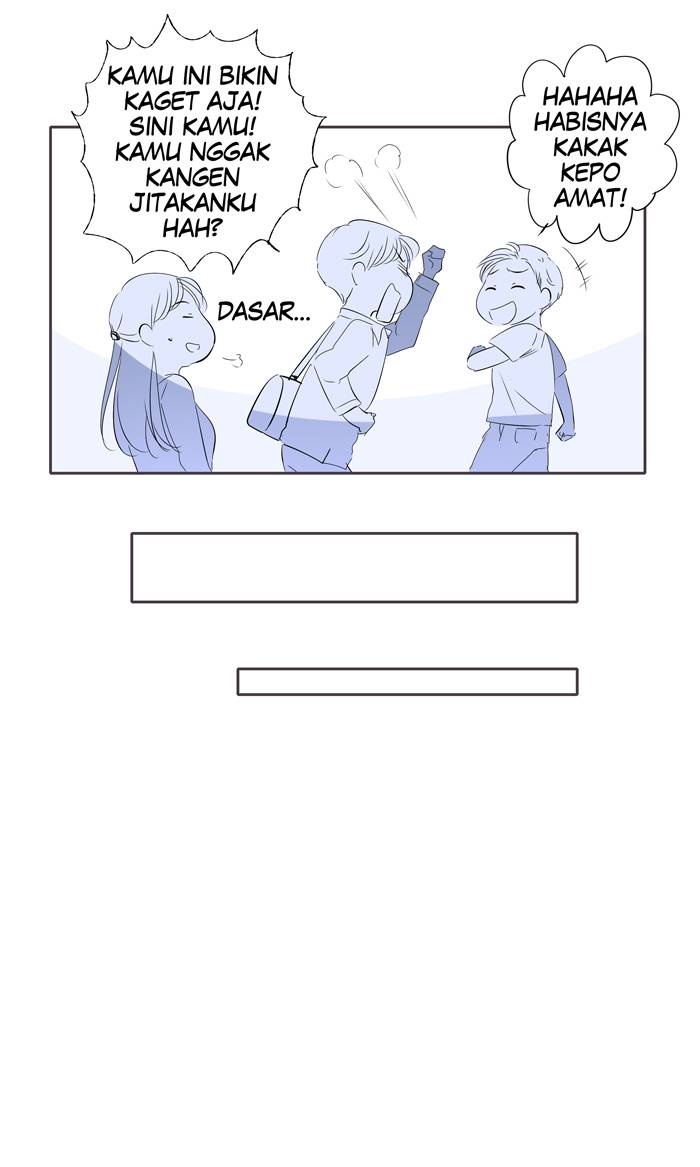 KAMU INI BIKIN
KAGET AJA!
SINI KAMU!
KAMU NGGAK
KANGEN
JITAKANKU
HAH?
HAHAHA
HABISNYA
KAKAK
KEPO
AMAT!
DASAR...